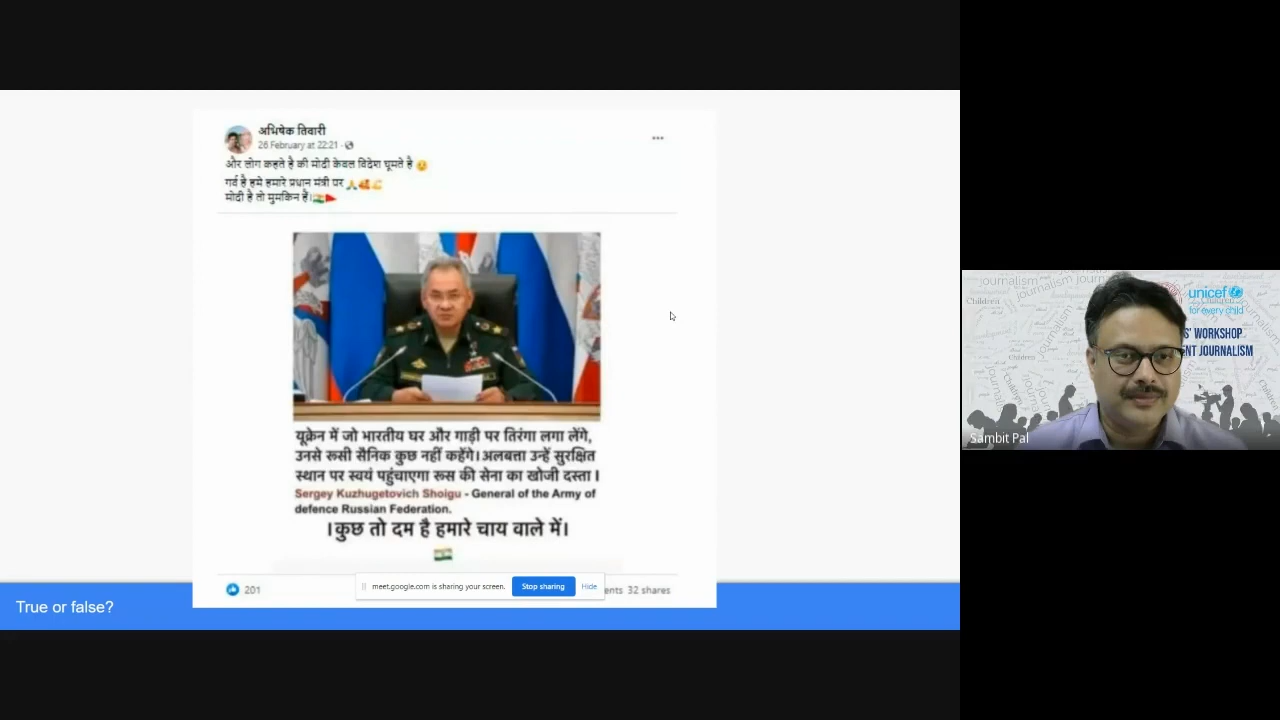 अभिषेक तिवारी
26 February at 22:21
और लोग कहते है की मोदी केवल विदेश घूमते है
गर्व है हमे हमारे प्रधान मंत्री पर
मोदी है तो मुमकिन हैं।
यूक्रेन में जो भारतीय घर और गाड़ी पर तिरंगा लगा लेंगे,
उनसे रूसी सैनिक कुछ नहीं कहेंगे। अलबत्ता उन्हें सुरक्षित
स्थान पर स्वयं पहुंचाएगा रूस की सेना का खोजी दस्ता ।
Sergey Kuzhugetovich Shoigu - General of the Army of
defence Russian Federation.
।कुछ तो दम है हमारे चाय वाले में।
201
ents 32 shares
meet.google.com is sharing your screen.
Stop sharing
Hide
True or false?
unicef
for every child
S' WORKSHOP
ENT JOURNALISM
journalism
Children
Sambit Pal